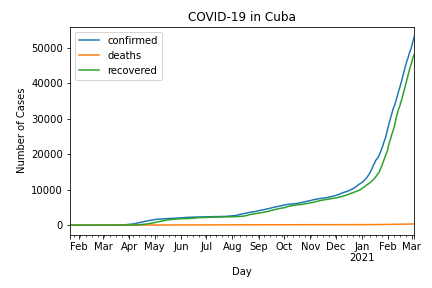 COVID-19 in Cuba
confirmed
deaths
recovered
Number of Cases
50000
40000
30000
20000
10000
0
Feb Mar Apr May Jun Jul Aug Sep Oct Nov Dec Jan Feb Mar
2021
Day